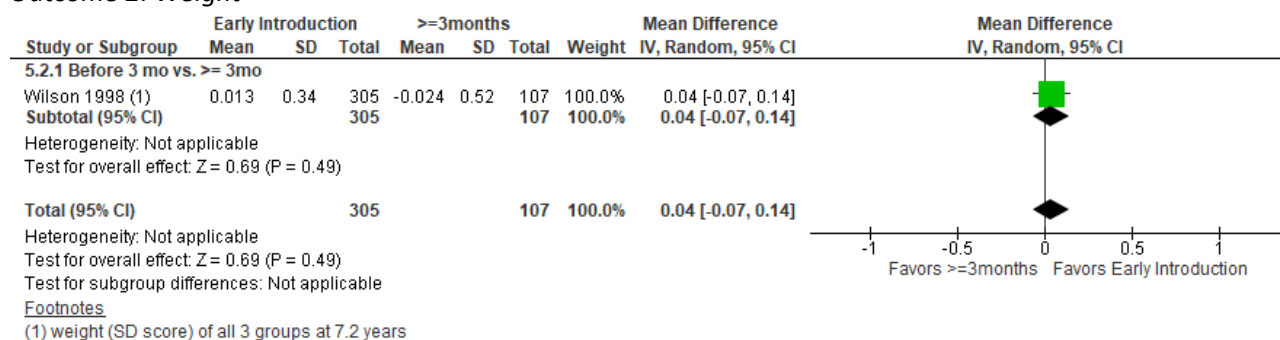 Outcome 2: Weight
Early Introduction >=3months Mean Difference Mean Difference
Study or Subgroup Mean SD Total Mean SD Total Weight IV, Random, 95% CI IV, Random, 95% CI
5.2.1 Before 3 mo vs. >= 3mo
Wilson 1998 (1) 0.013 0.34 305 -0.024 0.52 107 100.0% 0.04 [-0.07, 0.14]
Subtotal (95% CI) 305 107 100.0% 0.04 [-0.07, 0.14]
Heterogeneity: Not applicable
Test for overall effect: Z = 0.69 (P = 0.49)
Total (95% CI) 305 107 100.0% 0.04 [-0.07, 0.14]
Heterogeneity: Not applicable
Test for overall effect: Z = 0.69 (P = 0.49)
Test for subgroup differences: Not applicable
-1 -0.5 0 0.5 1
Favors >=3months Favors Early Introduction
Footnotes
(1) weight (SD score) of all 3 groups at 7.2 years